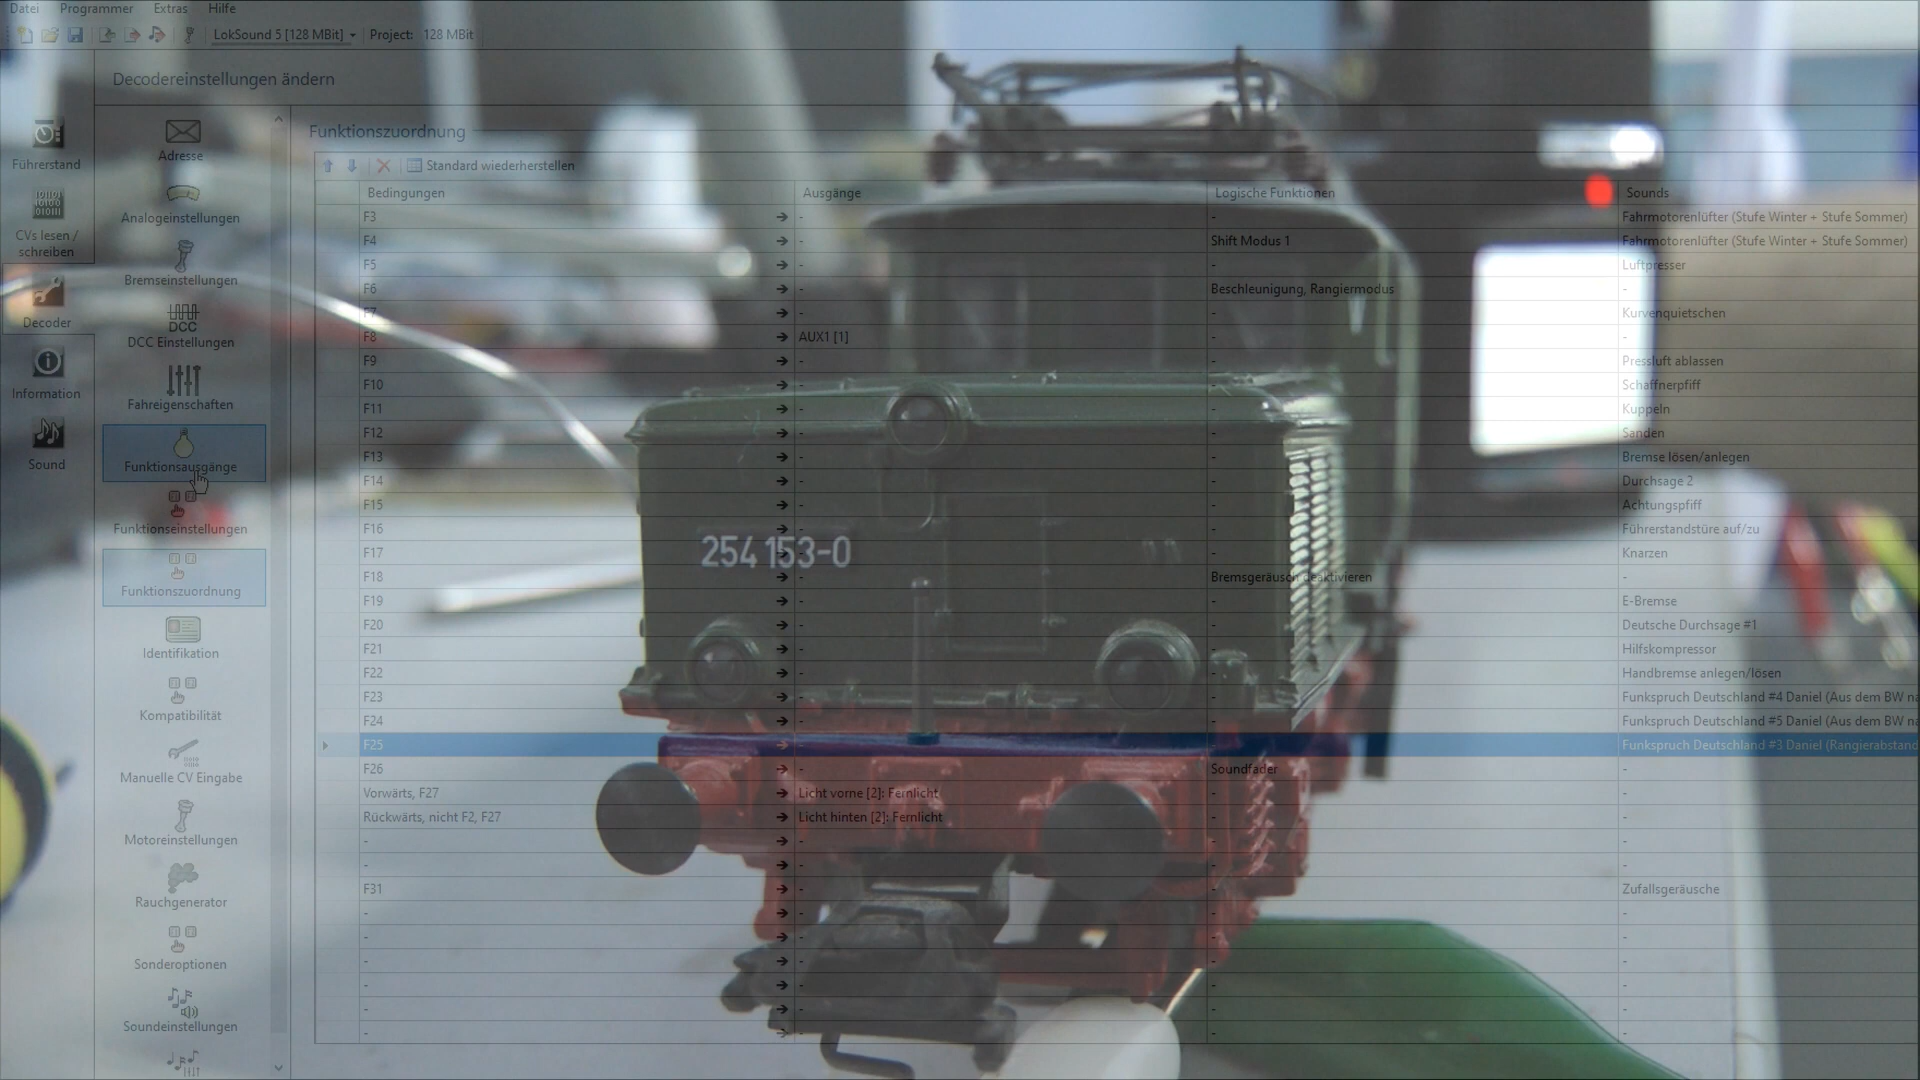 Datei Programmer Extras Hilfe
LokSound 5 [128 MBit] Project: 128 MBit
Decodereinstellungen ändern
Führerstand
CVs lesen /
schreiben
Decoder
Information
Sound
Adresse
Analogeinstellungen
Bremseinstellungen
DCC
DCC Einstellungen
Fahreigenschaften
Funktionsausgänge
Funktionseinstellungen
Funktionszuordnung
Identifikation
Kompatibilität
Manuelle CV Eingabe
Motoreinstellungen
Rauchgenerator
Sonderoptionen
Soundeinstellungen
Funktionszuordnung
Standard wiederherstellen
Bedingungen Ausgänge Logische Funktionen Sounds
F3 - - Fahrmotorenlüfter (Stufe Winter + Stufe Sommer)
F4 - Shift Modus 1 Fahrmotorenlüfter (Stufe Winter + Stufe Sommer)
F5 - - Luftpresser
F6 - Beschleunigung, Rangiermodus -
F7 - - Kurvenquietschen
F8 AUX1 [1] - -
F9 - - Pressluft ablassen
F10 - - Schaffnerpfiff
F11 - - Kuppeln
F12 - - Sanden
F13 - - Bremse lösen/anlegen
F14 - - Durchsage 2
F15 - - Achtungspfiff
F16 - - Führerstandstüre auf/zu
F17 - - Knarzen
F18 - Bremsgeräusch deaktivieren -
F19 - - E-Bremse
F20 - - Deutsche Durchsage #1
F21 - - Hilfskompressor
F22 - - Handbremse anlegen/lösen
F23 - - Funkspruch Deutschland #4 Daniel (Aus dem BW na
F24 - - Funkspruch Deutschland #5 Daniel (Aus dem BW na
F25 - - Funkspruch Deutschland #3 Daniel (Rangierabstand
F26 - Soundfader -
Vorwärts, F27 Licht vorne [2]: Fernlicht - -
Rückwärts, nicht F2, F27 Licht hinten [2]: Fernlicht - -
- - - -
- - - -
F31 - - Zufallsgeräusche
- - - -
- - - -
- - - -
- - - -
- - - -
- - - -
254 153-0